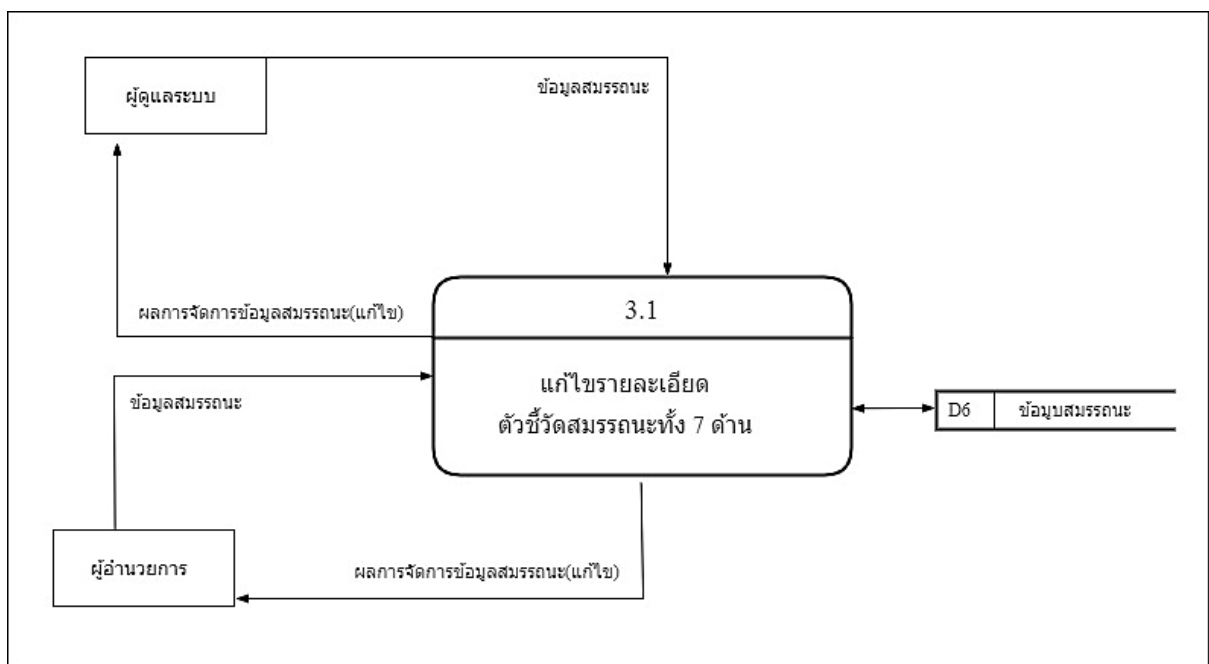 ผู้ดูแลระบบ
ข้อมูลสมรรถนะ
3.1
ผลการจัดการข้อมูลสมรรถนะ(แก้ไข)
แก้ไขรายละเอียด
ตัวชี้วัดสมรรถนะทั้ง 7 ด้าน
ข้อมูลสมรรถนะ
D6 ข้อมูบสมรรถนะ
ผู้อำนวยการ
ผลการจัดการข้อมูลสมรรถนะ(แก้ไข)